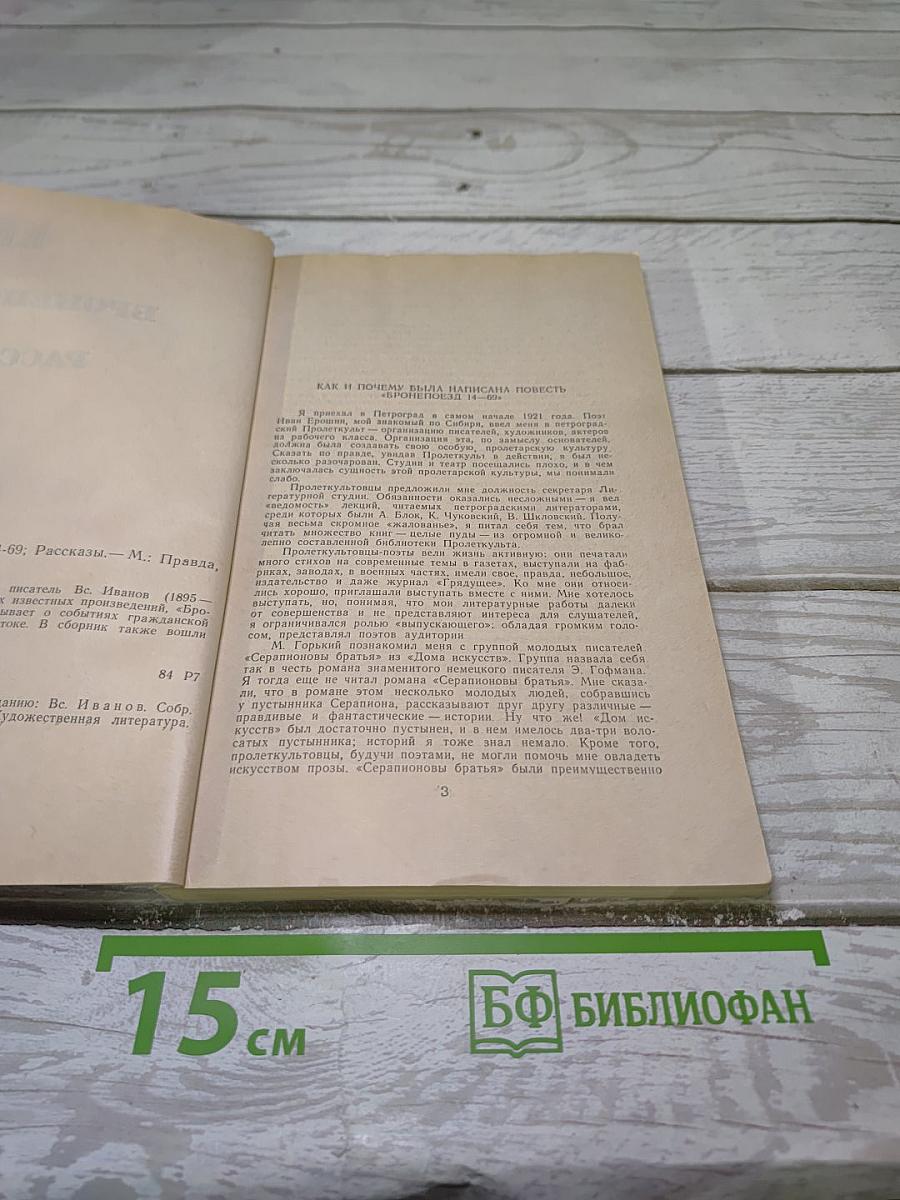 4-69; Рассказы.— М.: Правда,
писатель Вс. Иванов (1895—
х известных произведений, «Бро-
ывает о событиях гражданской
токе. В сборник также вошли
84 Р7
данию: Вс. Иванов. Собр.
Художественная литература.
КАК И ПОЧЕМУ БЫЛА НАПИСАНА ПОВЕСТЬ
«БРОНЕПОЕЗД 14—69»
Я приехал в Петроград в самом начале 1921 года. Поэт
Иван Ерошин, мой знакомый по Сибири, ввел меня в петроград-
ский Пролеткульт — организацию писателей, художников, актеров
из рабочего класса. Организация эта, по замыслу основателей,
должна была создавать свою особую, пролетарскую культуру.
Сказать по правде, увидав Пролеткульт в действии, я был не-
сколько разочарован. Студии и театр посещались плохо, и в чем
заключалась сущность этой пролетарской культуры, мы понимали
слабо.
Пролеткультовцы предложили мне должность секретаря Ли-
тературной студии. Обязанности оказались несложными — я вел
«ведомость» лекций, читаемых петроградскими литераторами,
среди которых были А. Блок, К. Чуковский, В. Шкловский. Полу-
чая весьма скромное «жалованье», я питал себя тем, что брал
читать множество книг — целые пуды — из огромной и велико-
лепно составленной библиотеки Пролеткульта.
Пролеткультовцы-поэты вели жизнь активную: они печатали
много стихов на современные темы в газетах, выступали на фаб-
риках, заводах, в военных частях, имели свое, правда, небольшое,
издательство и даже журнал «Грядущее». Ко мне они относи-
лись хорошо, приглашали выступать вместе с ними. Мне хотелось
выступать, но, понимая, что мои литературные работы далеки
от совершенства и не представляют интереса для слушателей,
я ограничивался ролью «выпускающего»: обладая громким голо-
сом, представлял поэтов аудитории
М. Горький познакомил меня с группой молодых писателей
«Серапионовы братья» из «Дома искусств». Группа назвала себя
так в честь романа знаменитого немецкого писателя Э. Гофмана.
Я тогда еще не читал романа «Серапионовы братья». Мне сказа-
ли, что в романе этом несколько молодых людей, собравшись
у пустынника Серапиона, рассказывают друг другу различные —
правдивые и фантастические — истории. Ну что же! «Дом ис-
кусств» был достаточно пустынен, и в нем имелось два-три воло-
сатых пустынника; историй я тоже знал немало. Кроме того,
пролеткультовцы, будучи поэтами, не могли помочь мне овладеть
искусством прозы. «Серапионовы братья» были преимущественно
3
15 см
БФ БИБЛИОФАН